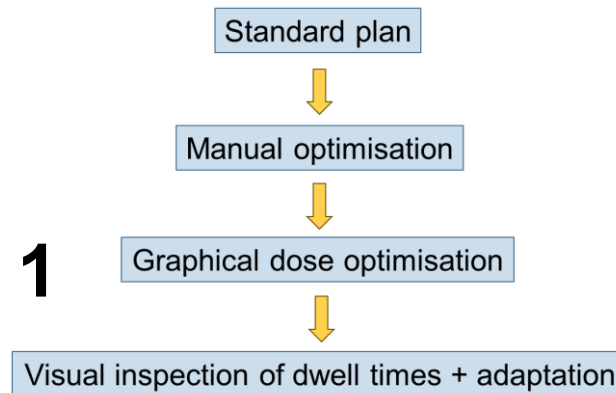 Standard plan
Manual optimisation
1
Graphical dose optimisation
Visual inspection of dwell times + adaptation